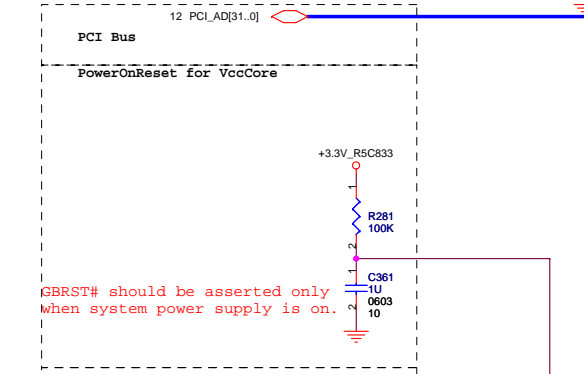 12 PCI_AD[31..0]
PCI Bus
PowerOnReset for VccCore
+3.3V_R5C833
1
R281
100K
2
1
C361
1U
0603
10
2
GBRST# should be asserted only
when system power supply is on.